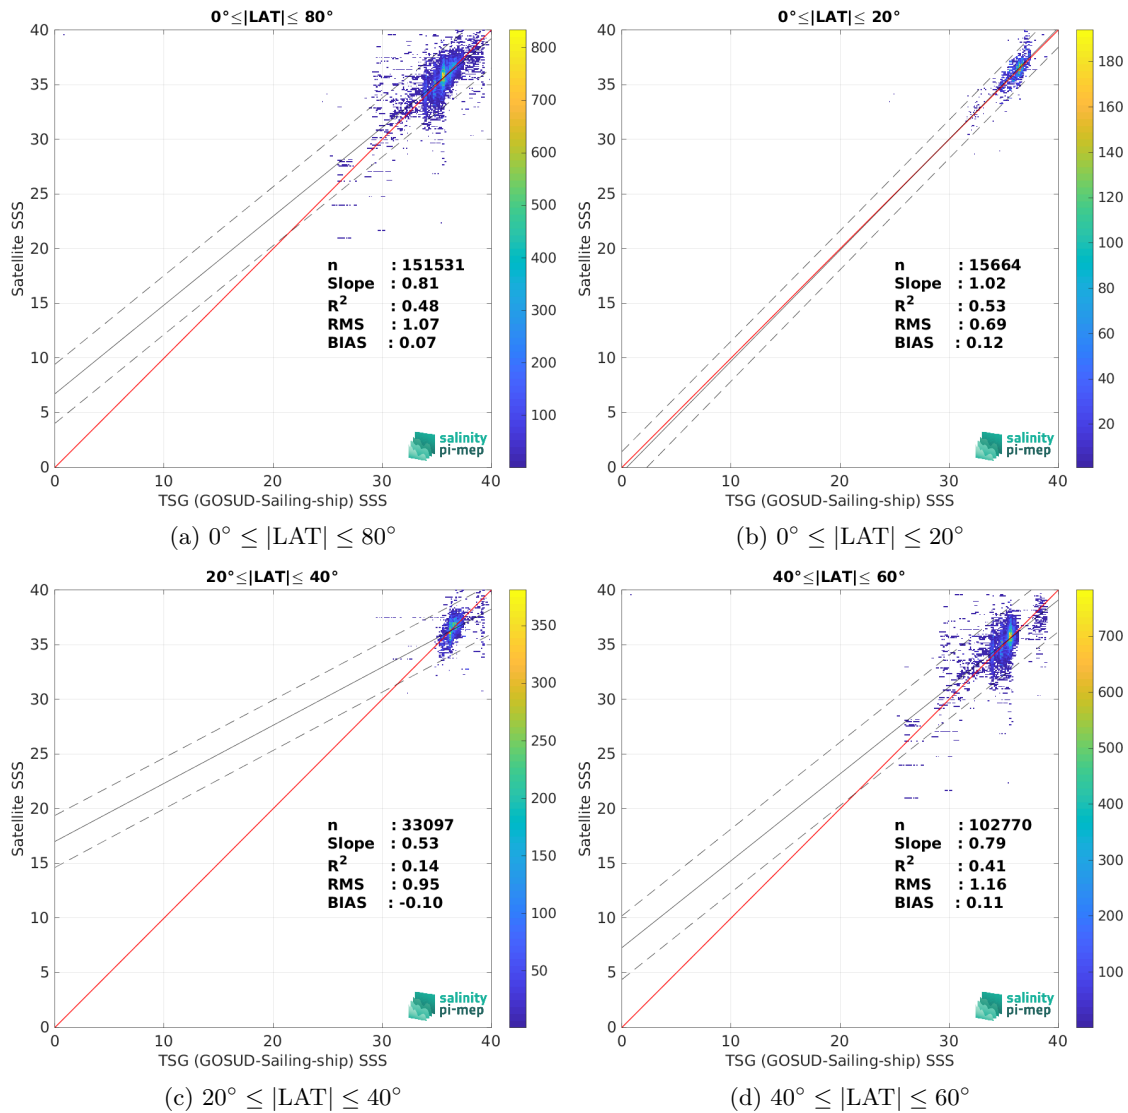 0°≤|LAT|≤ 80°
Satellite SSS
40
35
30
25
20
15
10
5
0
0 10 20 30 40
TSG (GOSUD-Sailing-ship) SSS
n : 151531
Slope : 0.81
R² : 0.48
RMS : 1.07
BIAS : 0.07
salinity
pi-mep
800
700
600
500
400
300
200
100
(a) 0° ≤ |LAT| ≤ 80°
0°≤|LAT|≤ 20°
Satellite SSS
40
35
30
25
20
15
10
5
0
0 10 20 30 40
TSG (GOSUD-Sailing-ship) SSS
n : 15664
Slope : 1.02
R² : 0.53
RMS : 0.69
BIAS : 0.12
salinity
pi-mep
180
160
140
120
100
80
60
40
20
(b) 0° ≤ |LAT| ≤ 20°
20°≤|LAT|≤ 40°
Satellite SSS
40
35
30
25
20
15
10
5
0
0 10 20 30 40
TSG (GOSUD-Sailing-ship) SSS
n : 33097
Slope : 0.53
R² : 0.14
RMS : 0.95
BIAS : -0.10
salinity
pi-mep
350
300
250
200
150
100
50
(c) 20° ≤ |LAT| ≤ 40°
40°≤|LAT|≤ 60°
Satellite SSS
40
35
30
25
20
15
10
5
0
0 10 20 30 40
TSG (GOSUD-Sailing-ship) SSS
n : 102770
Slope : 0.79
R² : 0.41
RMS : 1.16
BIAS : 0.11
salinity
pi-mep
700
600
500
400
300
200
100
(d) 40° ≤ |LAT| ≤ 60°